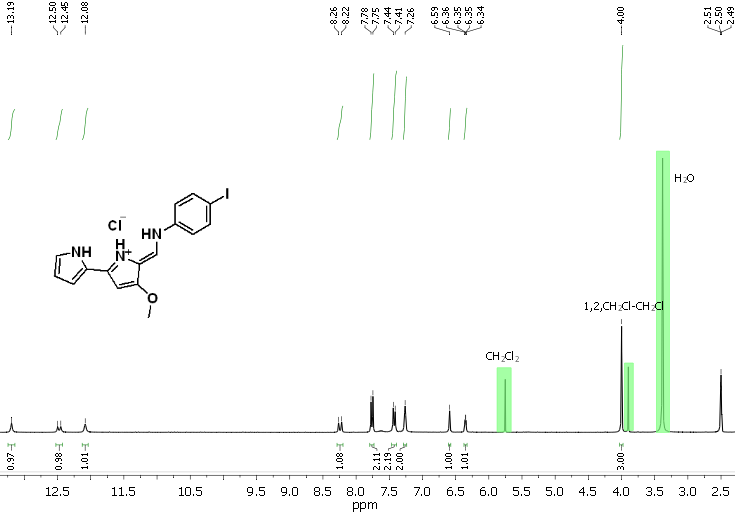 13.19 12.50 12.45 12.08 8.26 8.22 7.78 7.75 7.44 7.41 7.26 6.59 6.36 6.35 6.35 6.34 4.00 2.51 2.50 2.49
H₂O
I
HN
Cl⁻
H
N⁺
NH
O
1,2,CH₂Cl-CH₂Cl
CH₂Cl₂
0.97 0.98 1.01 1.08 2.11 2.19 2.00 1.00 1.01 3.00
12.5 11.5 10.5 9.5 9.0 8.5 8.0 7.5 7.0 6.5 6.0 5.5 5.0 4.5 4.0 3.5 3.0 2.5
ppm